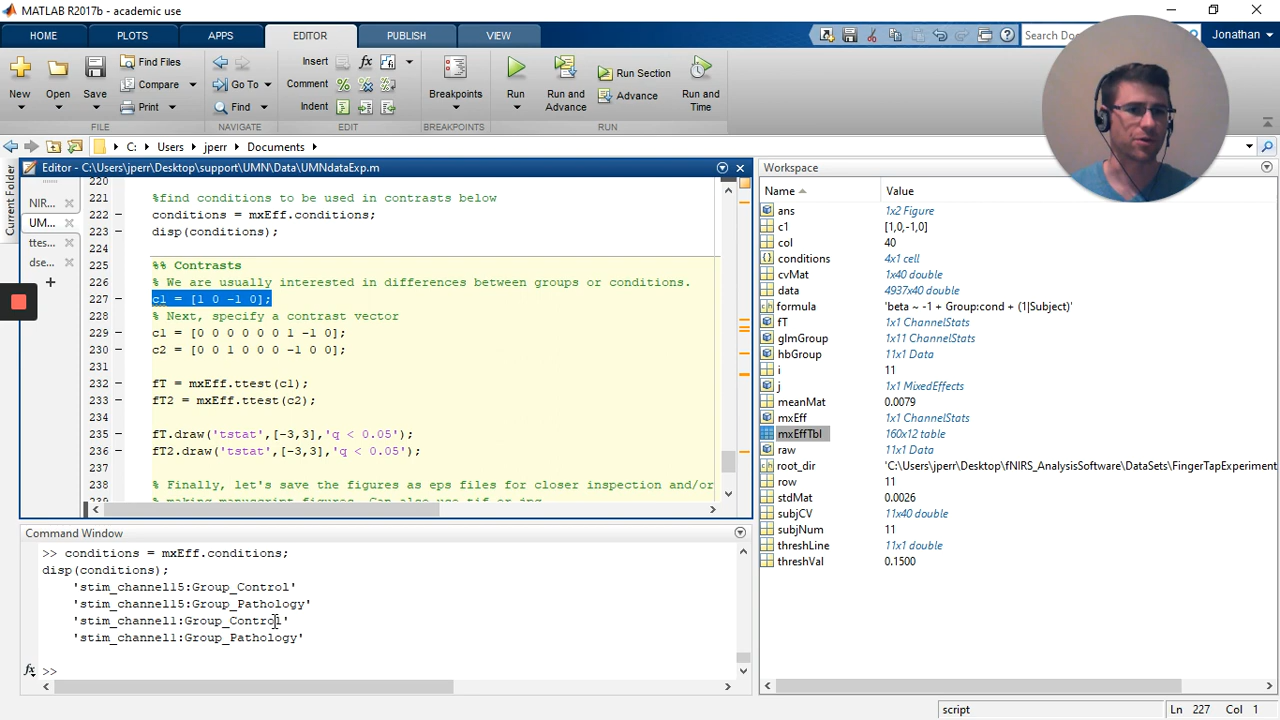 MATLAB R2017b - academic use
HOME PLOTS APPS EDITOR PUBLISH VIEW Search Doc Jonathan
Insert fx
Find Files
Compare Go To Comment % Run Section
New Open Save Print Find Indent Breakpoints Run Run and Advance Advance Run and Time
FILE NAVIGATE EDIT BREAKPOINTS RUN
C: Users jperr Documents
Current Folder
Editor - C:\Users\jperr\Desktop\support\UMN\Data\UMNdataExp.m
NIR...
UM...
ttes...
dse...
220
221 %find conditions to be used in contrasts below
222 – conditions = mxEff.conditions;
223 – disp(conditions);
224
225 %% Contrasts
226 % We are usually interested in differences between groups or conditions.
227 – c1 = [1 0 -1 0];
228 % Next, specify a contrast vector
229 – c1 = [0 0 0 0 0 0 1 -1 0];
230 – c2 = [0 0 1 0 0 0 -1 0 0];
231
232 – fT = mxEff.ttest(c1);
233 – fT2 = mxEff.ttest(c2);
234
235 – fT.draw('tstat',[-3,3],'q < 0.05');
236 – fT2.draw('tstat',[-3,3],'q < 0.05');
237
238 % Finally, let's save the figures as eps files for closer inspection and/or
Command Window
>> conditions = mxEff.conditions;
disp(conditions);
'stim_channel15:Group_Control'
'stim_channel15:Group_Pathology'
'stim_channel1:Group_Control'
'stim_channel1:Group_Pathology'
fx >>
Workspace
Name Value
ans 1x2 Figure
c1 [1,0,-1,0]
col 40
conditions 4x1 cell
cvMat 1x40 double
data 4937x40 double
formula 'beta ~ -1 + Group:cond + (1|Subject)'
fT 1x1 ChannelStats
glmGroup 1x11 ChannelStats
hbGroup 11x1 Data
i 11
j 1x1 MixedEffects
meanMat 0.0079
mxEff 1x1 ChannelStats
mxEffTbl 160x12 table
raw 11x1 Data
root_dir 'C:\Users\jperr\Desktop\fNIRS_AnalysisSoftware\DataSets\FingerTapExperiment
row 11
stdMat 0.0026
subjCV 11x40 double
subjNum 11
threshLine 11x1 double
threshVal 0.1500
script Ln 227 Col 1